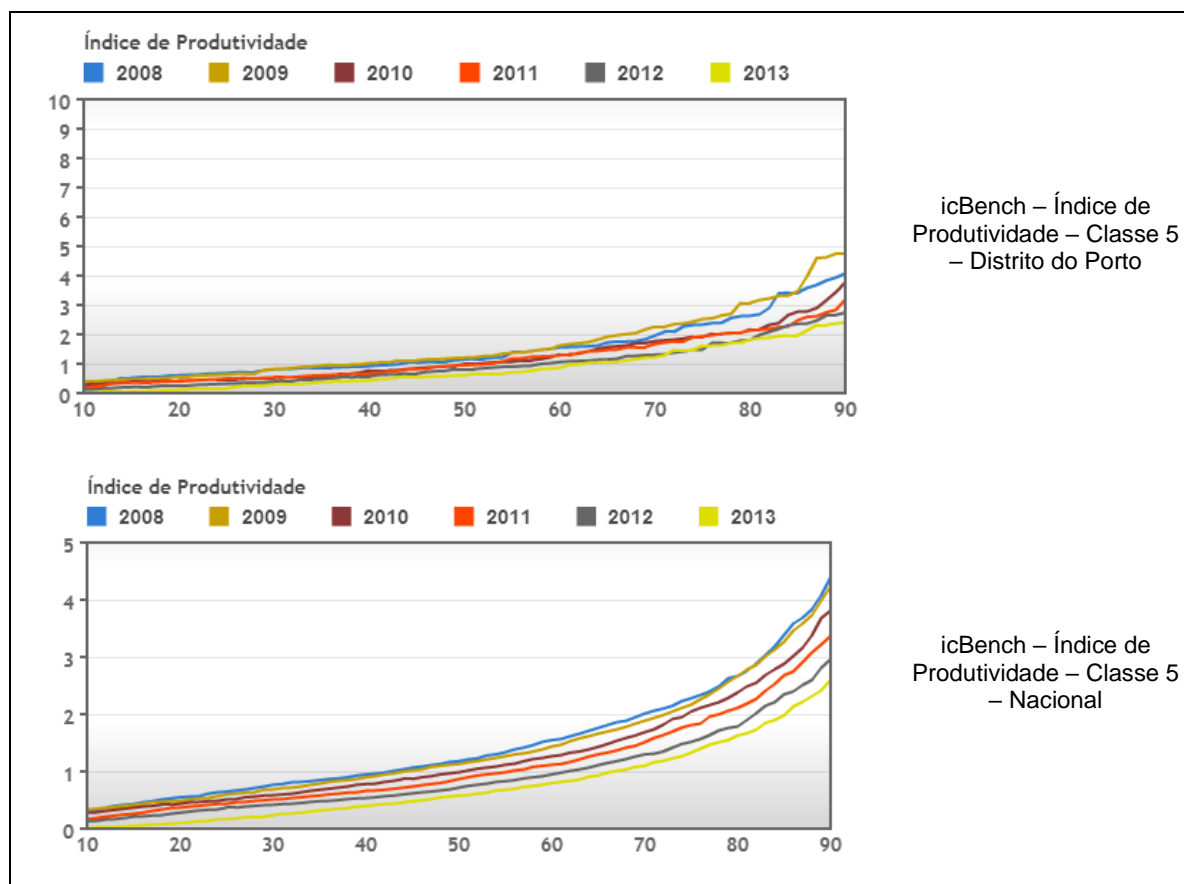 Índice de Produtividade
2008 2009 2010 2011 2012 2013
10
9
8
7
6
5
4
3
2
1
0
10 20 30 40 50 60 70 80 90
icBench – Índice de
Produtividade – Classe 5
– Distrito do Porto
Índice de Produtividade
2008 2009 2010 2011 2012 2013
5
4
3
2
1
0
10 20 30 40 50 60 70 80 90
icBench – Índice de
Produtividade – Classe 5
– Nacional